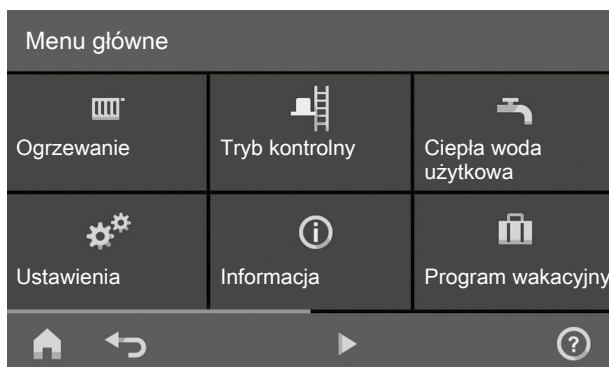 Menu główne
Ogrzewanie
Tryb kontrolny
Ciepła woda
użytkowa
Ustawienia
Informacja
Program wakacyjny
?